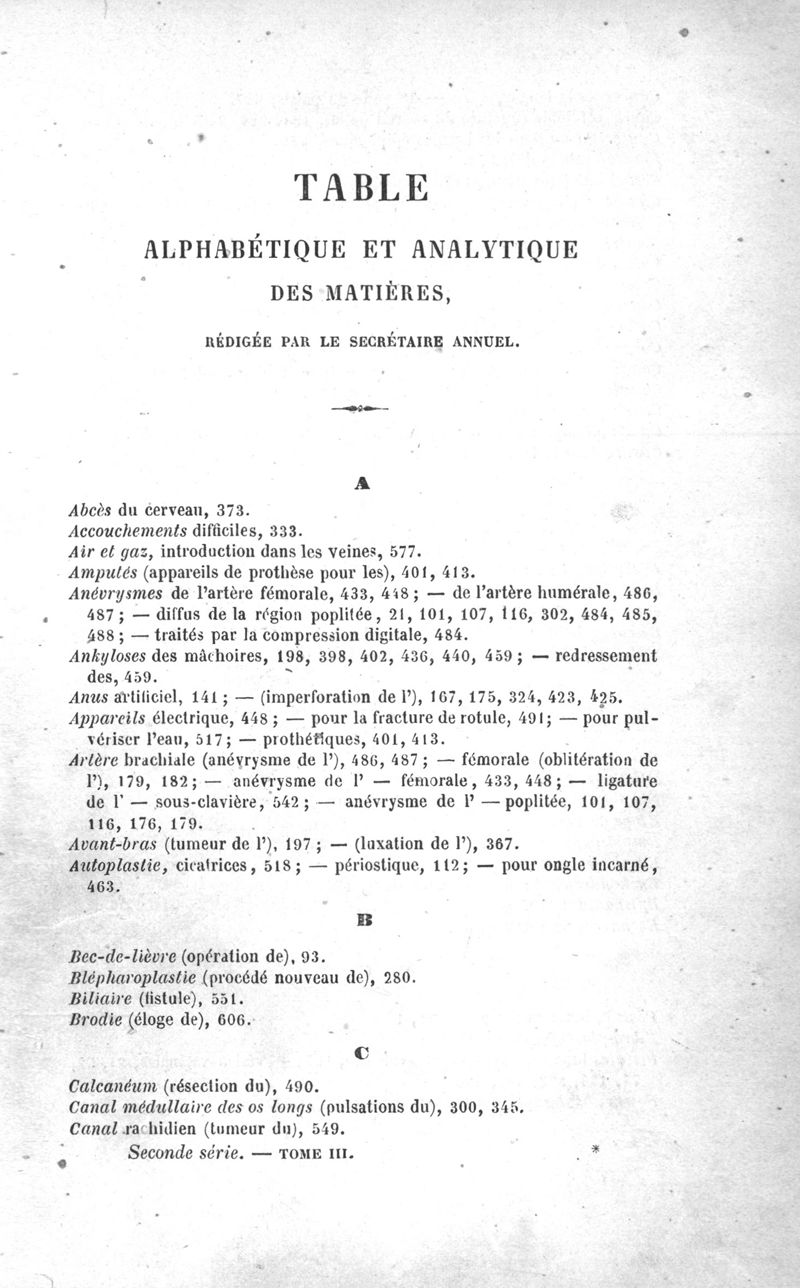 TABLE
ALPHABÉTIQUE ET ANALYTIQUE
DES MATIÈRES,
RÉDIGÉE PAR LE SECRÉTAIRE ANNUEL.
A
Abcès du cerveau, 373.
Accouchements difficiles, 333.
Air et gaz, introduction dans les veines, 577.
Amputés (appareils de prothèse pour les), 401, 413.
Anévrysmes de l'artère fémorale, 433, 448 ; — de l'artère humérale, 486,
487 ; — diffus de la région poplitée, 21, 101, 107, 116, 302, 484, 485,
488 ; — traités par la compression digitale, 484.
Ankyloses des mâchoires, 198, 398, 402, 436, 440, 459 ; — redressement
des, 459.
Anus artificiel, 141 ; — (imperforation de l'), 167, 175, 324, 423, 425.
Appareils électrique, 448 ; — pour la fracture de rotule, 491 ; — pour pul-
vériser l'eau, 517 ; — prothétiques, 401, 413.
Artère brachiale (anévrysme de l'), 486, 487 ; — fémorale (oblitération de
l'), 179, 182 ; — anévrysme de l' — fémorale, 433, 448 ; — ligature
de l' — sous-clavière, 542 ; — anévrysme de l' — poplitée, 101, 107,
116, 176, 179.
Avant-bras (tumeur de l'), 197 ; — (luxation de l'), 367.
Autoplastie, cicatrices, 518 ; — périostique, 112 ; — pour ongle incarné,
463.
B
Bec-de-lièvre (opération de), 93.
Blépharoplastie (procédé nouveau de), 280.
Biliaire (fistule), 551.
Brodie (éloge de), 606.
C
Calcanéum (résection du), 490.
Canal médullaire des os longs (pulsations du), 300, 345.
Canal rachidien (tumeur du), 549.
Seconde série. — TOME III. *